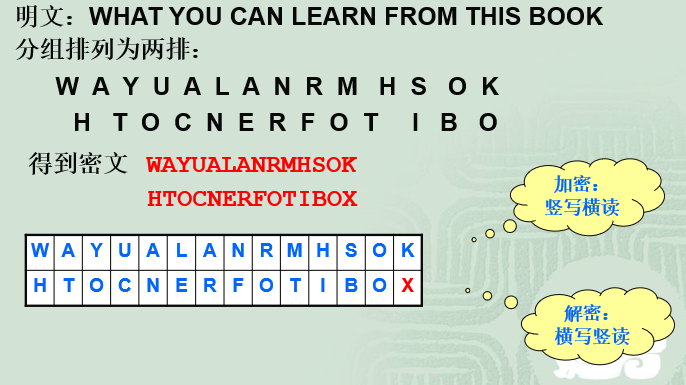 明文：WHAT YOU CAN LEARN FROM THIS BOOK
分组排列为两排：
W A Y U A L A N R M H S O K
H T O C N E R F O T I B O
得到密文 WAYUALANRMHSOK
HTOCNERFOTIBOX
加密：
竖写横读
W A Y U A L A N R M H S O K
H T O C N E R F O T I B O X
解密：
横写竖读